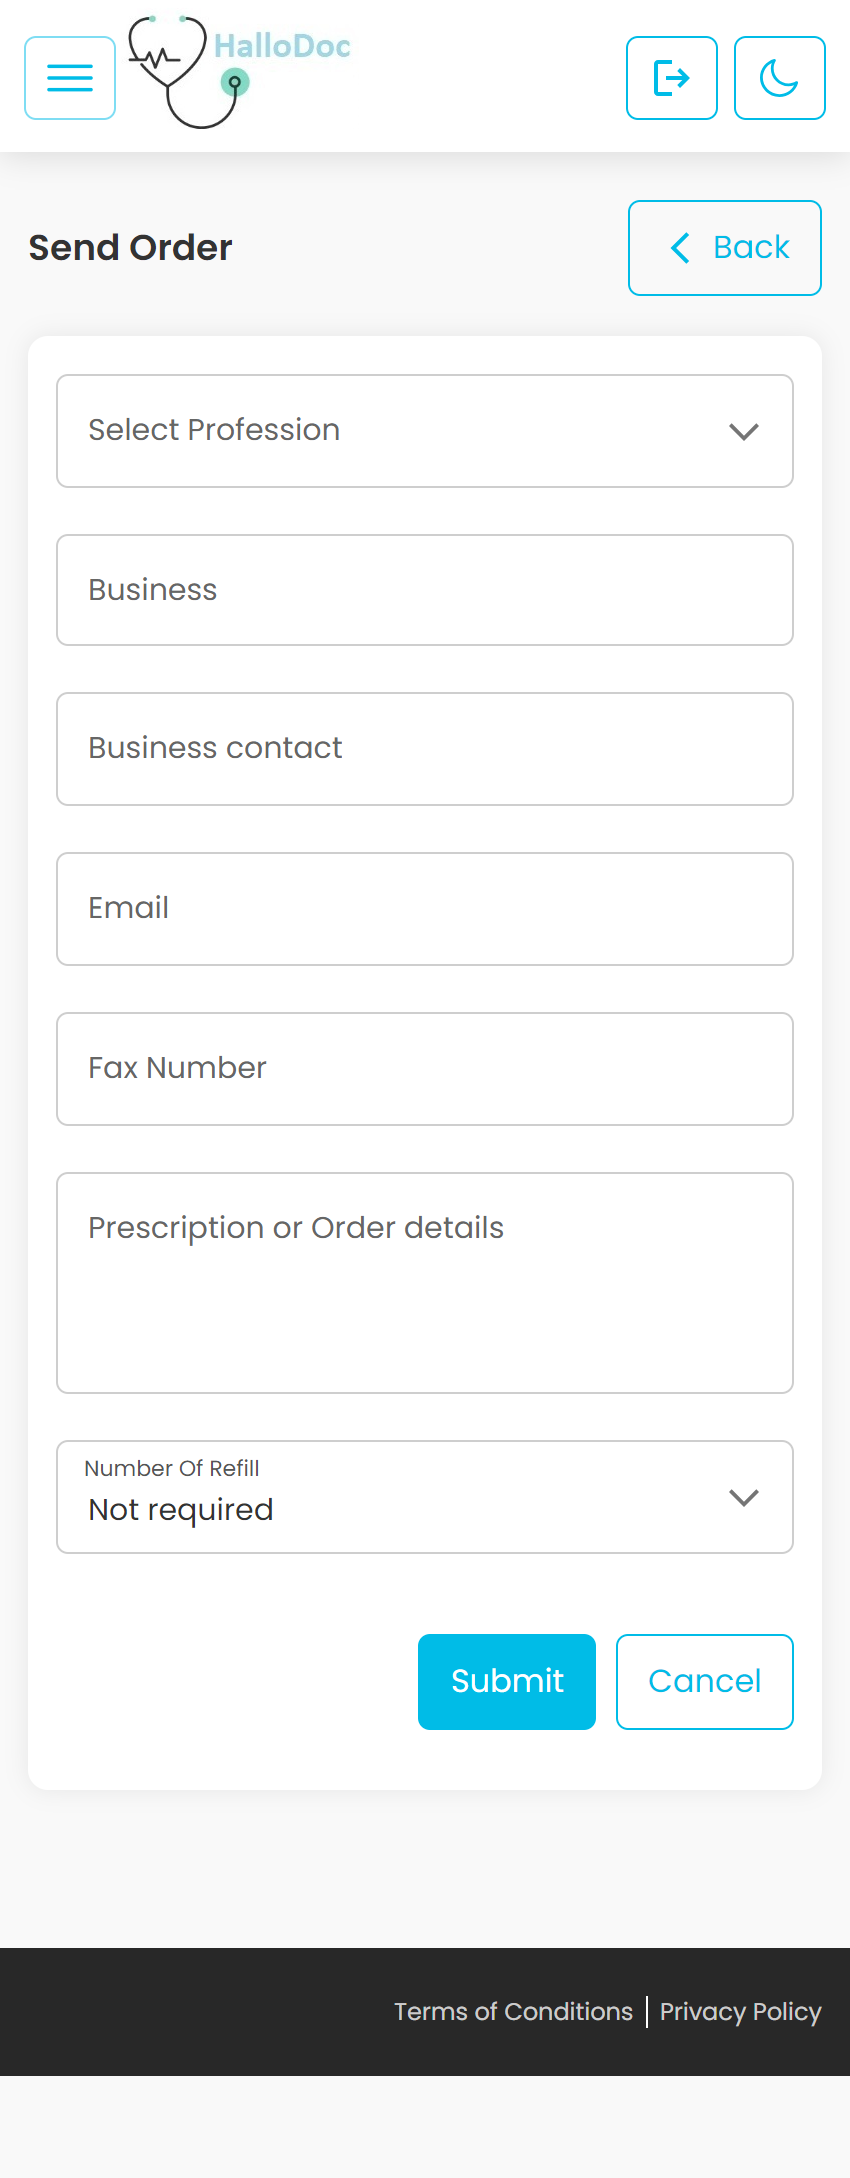 HalloDoc
Send Order
Back
Select Profession
Business
Business contact
Email
Fax Number
Prescription or Order details
Number Of Refill
Not required
Submit
Cancel
Terms of Conditions
Privacy Policy